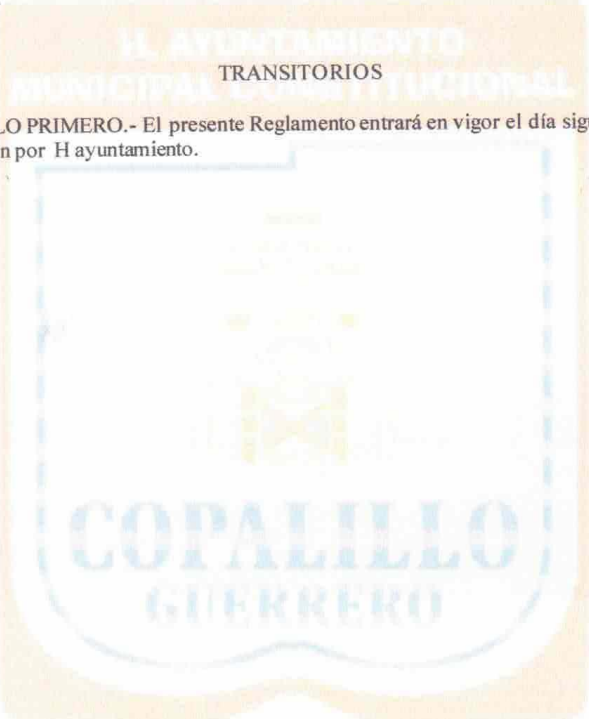 H. AYUNTAMIENTO
MUNICIPAL CONSTITUCIONAL
TRANSITORIOS
LO PRIMERO.- El presente Reglamento entrará en vigor el día sig
n por H ayuntamiento.
COPALILLO
GUERRERO